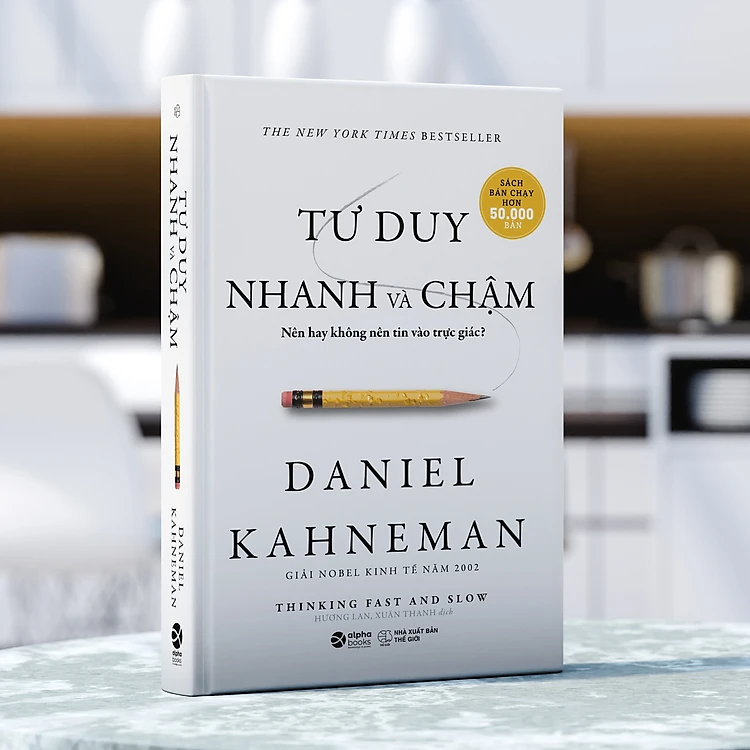 THE NEW YORK TIMES BESTSELLER
SÁCH
BÁN CHẠY
HƠN
50.000
BẢN
TƯ DUY
NHANH VÀ CHẬM
Nên hay không nên tin vào trực giác?
DANIEL
KAHNEMAN
GIẢI NOBEL KINH TẾ NĂM 2002
THINKING FAST AND SLOW
HƯƠNG LAN, XUÂN THANH dịch
alpha
books
NHÀ XUẤT BẢN
THẾ GIỚI
TƯ DUY
NHANH VÀ CHẬM
DANIEL
KAHNEMAN
alpha
books